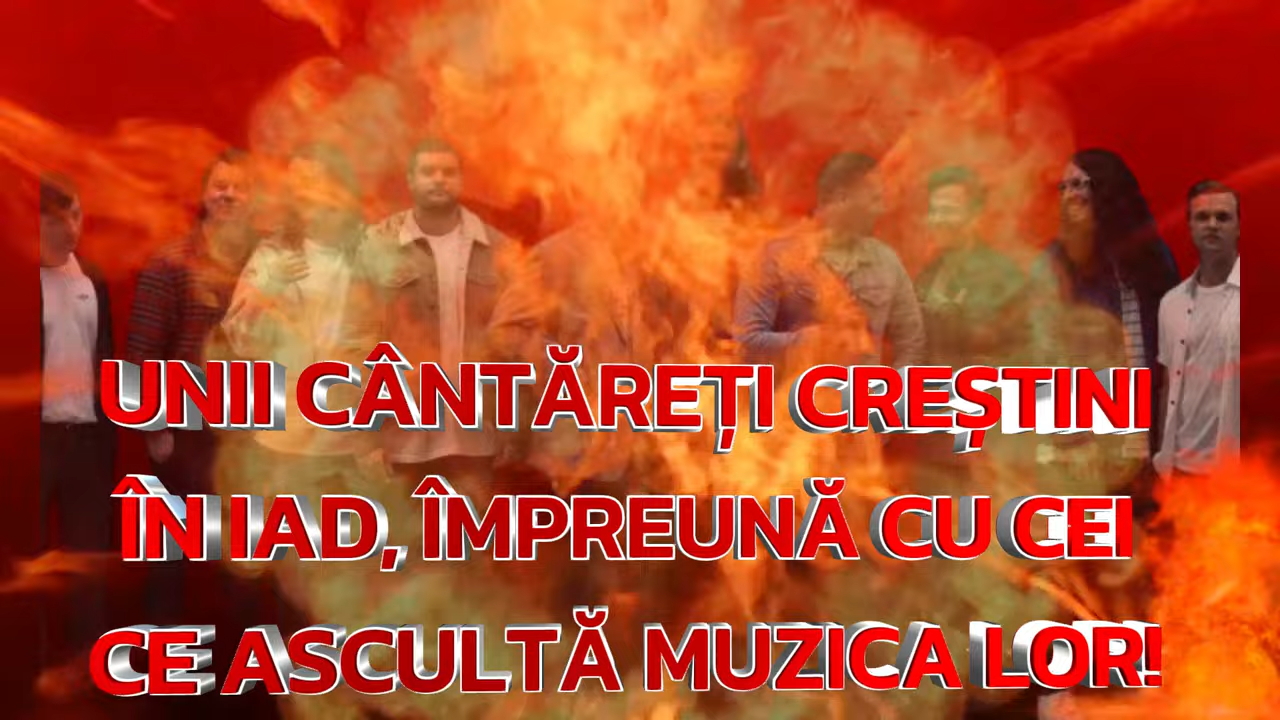 UNII CÂNTĂREȚI CREȘTINI
ÎN IAD, ÎMPREUNĂ CU CEI
CE ASCULTĂ MUZICA LOR!